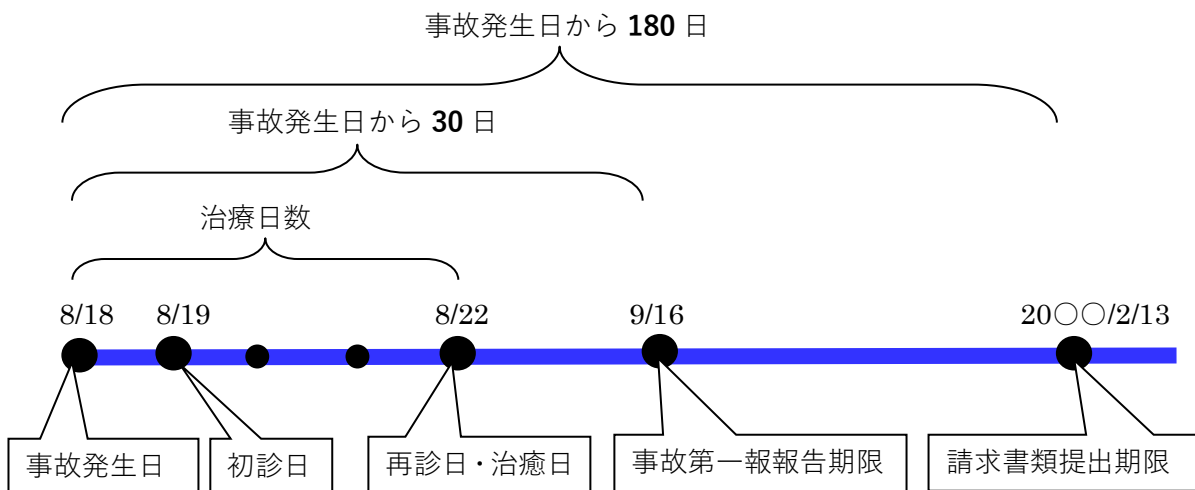 事故発生日から 180 日
事故発生日から 30 日
治療日数
8/18 8/19 8/22 9/16 20○○/2/13
事故発生日 初診日 再診日・治癒日 事故第一報報告期限 請求書類提出期限